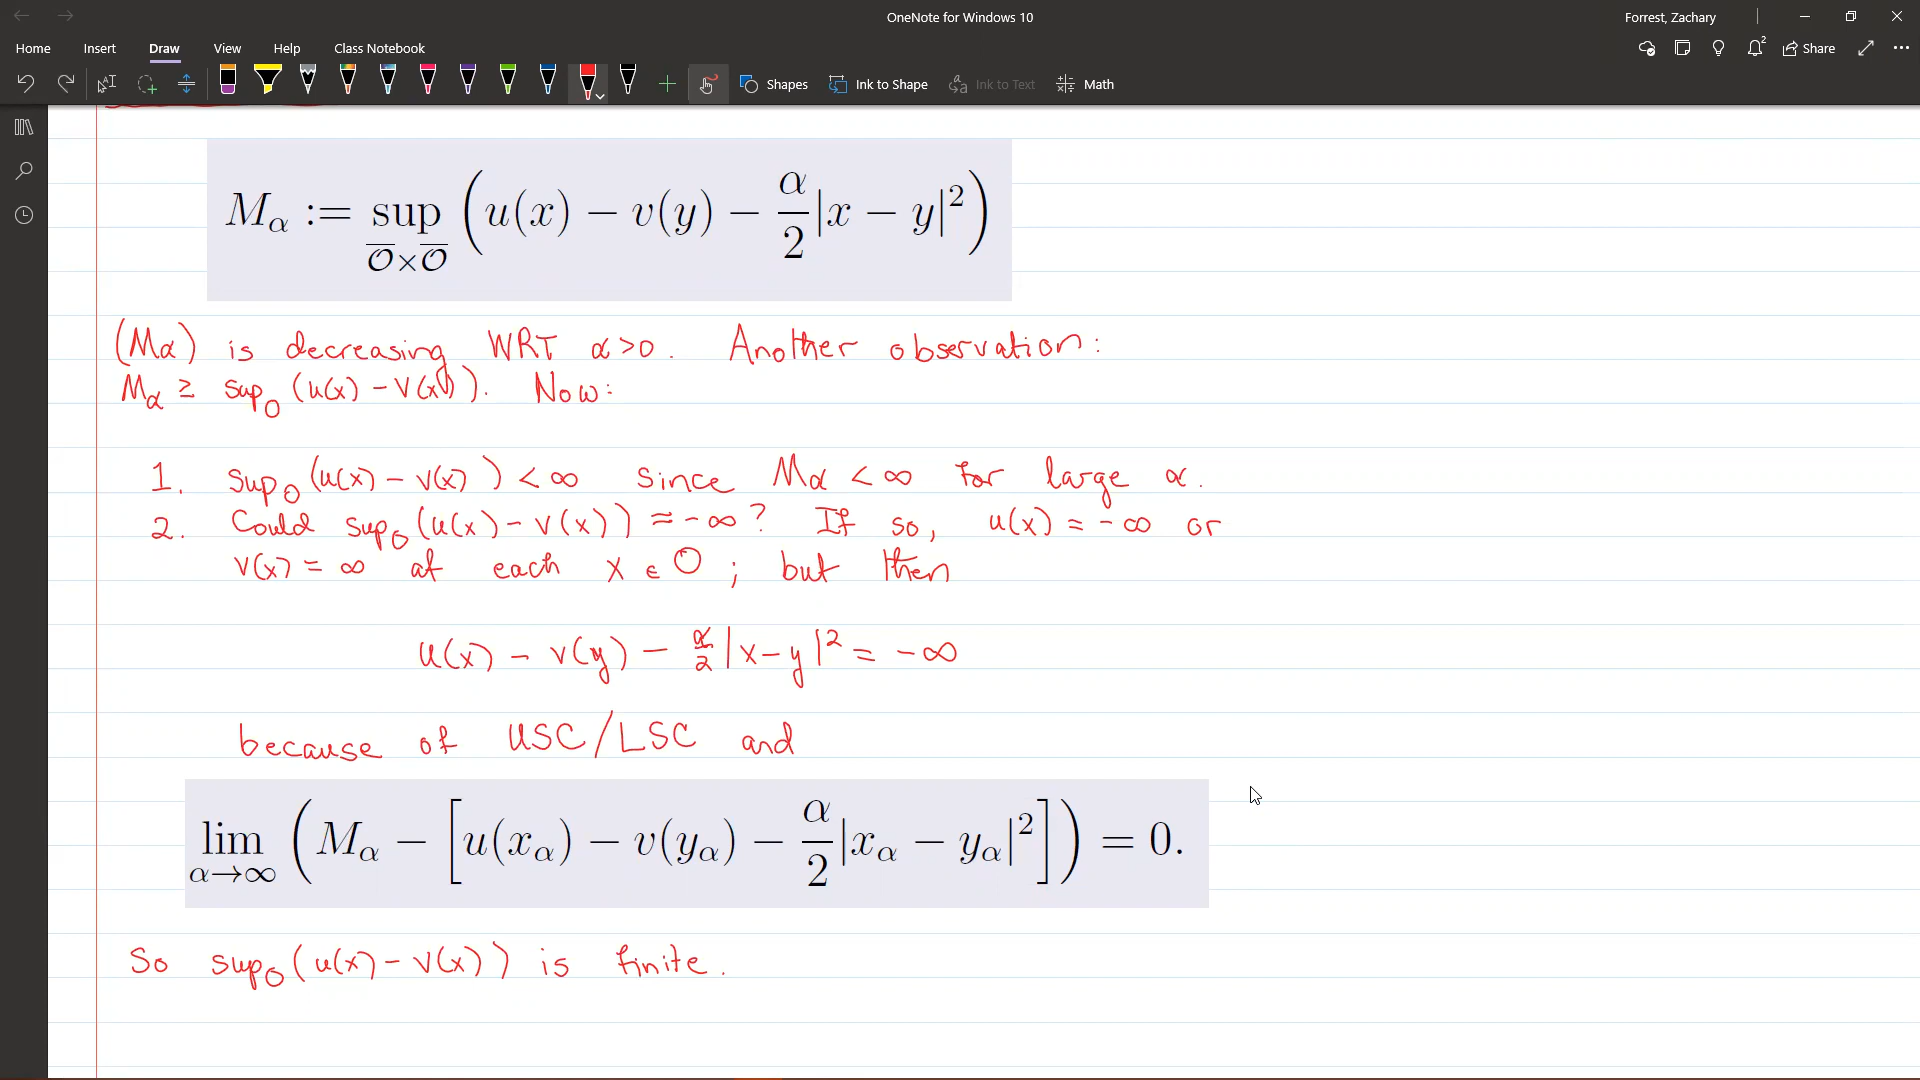 OneNote for Windows 10
Forrest, Zachary
Home Insert Draw View Help Class Notebook
2 Share
Shapes Ink to Shape Ink to Text Math
M_α := sup_{\overline{O}×\overline{O}} (u(x) − v(y) − α/2 |x − y|²)
(Mα) is decreasing WRT α>0. Another observation:
Mα ≥ sup_O (u(x) − v(x)). Now:
1. sup_O (u(x) − v(x)) < ∞ since Mα < ∞ for large α.
2. Could sup_O (u(x) − v(x)) = −∞? If so, u(x) = −∞ or
v(x) = ∞ at each x ∈ O; but then
u(x) − v(y) − α/2 |x−y|² = −∞
because of USC/LSC and
lim_{α→∞} (M_α − [u(x_α) − v(y_α) − α/2 |x_α − y_α|²]) = 0.
So sup_O (u(x) − v(x)) is finite.